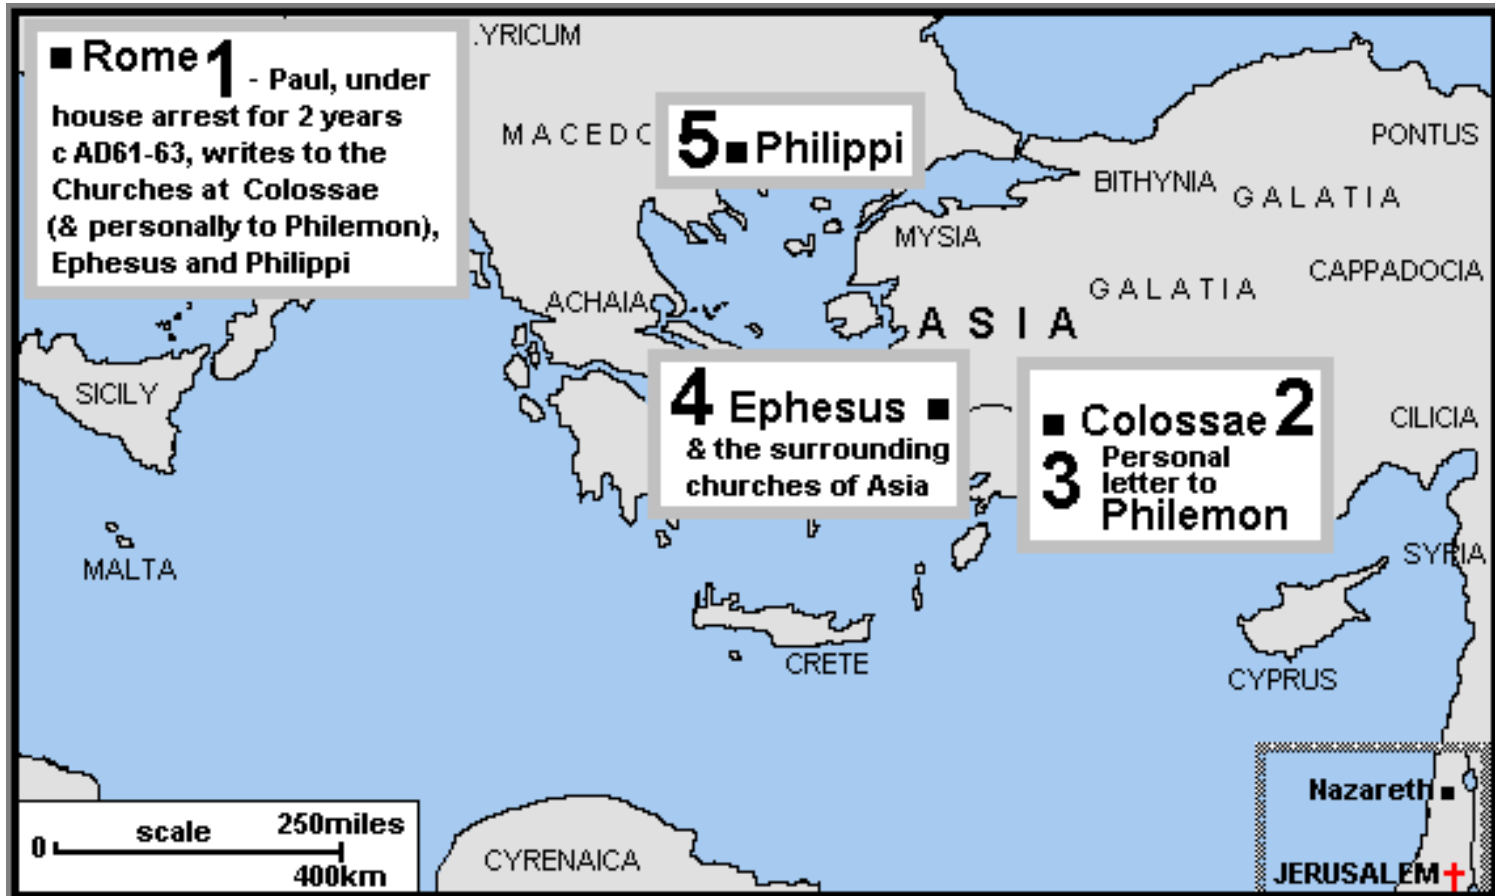 ■ Rome 1 - Paul, under
house arrest for 2 years
c AD61-63, writes to the
Churches at Colossae
(& personally to Philemon),
Ephesus and Philippi
.YRICUM
MACEDC
5 ■ Philippi
PONTUS
BITHYNIA
GALATIA
MYSIA
CAPPADOCIA
GALATIA
ACHAIA
ASIA
SICILY
4 Ephesus ■
& the surrounding
churches of Asia
■ Colossae 2
3 Personal
letter to
Philemon
CILICIA
MALTA
SYRIA
CRETE
CYPRUS
Nazareth ■
JERUSALEM
scale 250miles
0
400km
CYRENAICA